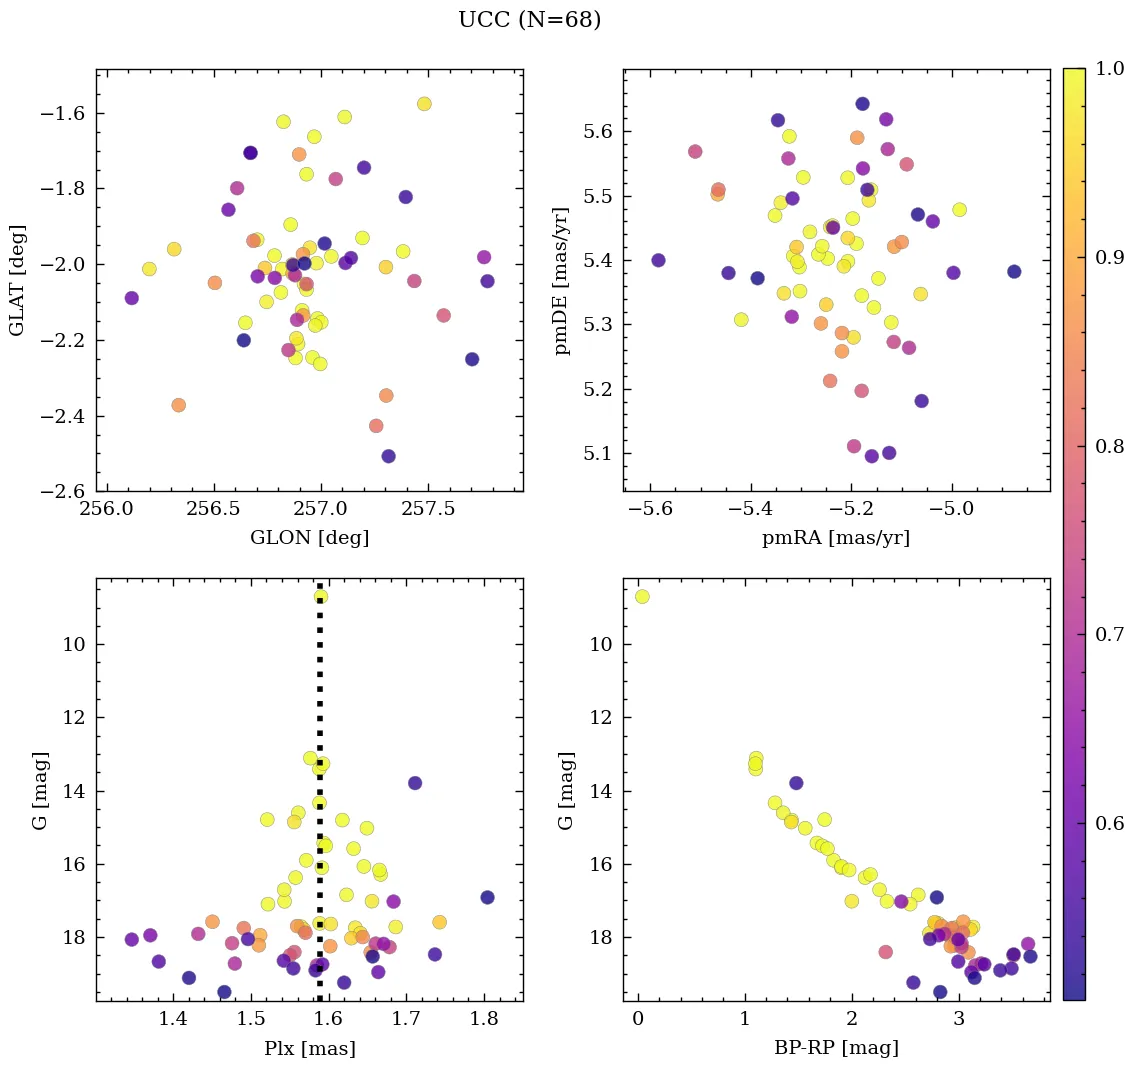 UCC (N=68)
−1.6
−1.8
−2.0
−2.2
−2.4
−2.6
GLAT [deg]
256.0 256.5 257.0 257.5
GLON [deg]
5.6
5.5
5.4
5.3
5.2
5.1
pmDE [mas/yr]
−5.6 −5.4 −5.2 −5.0
pmRA [mas/yr]
10
12
14
16
18
G [mag]
1.4 1.5 1.6 1.7 1.8
Plx [mas]
10
12
14
16
18
G [mag]
0 1 2 3
BP-RP [mag]
1.0
0.9
0.8
0.7
0.6